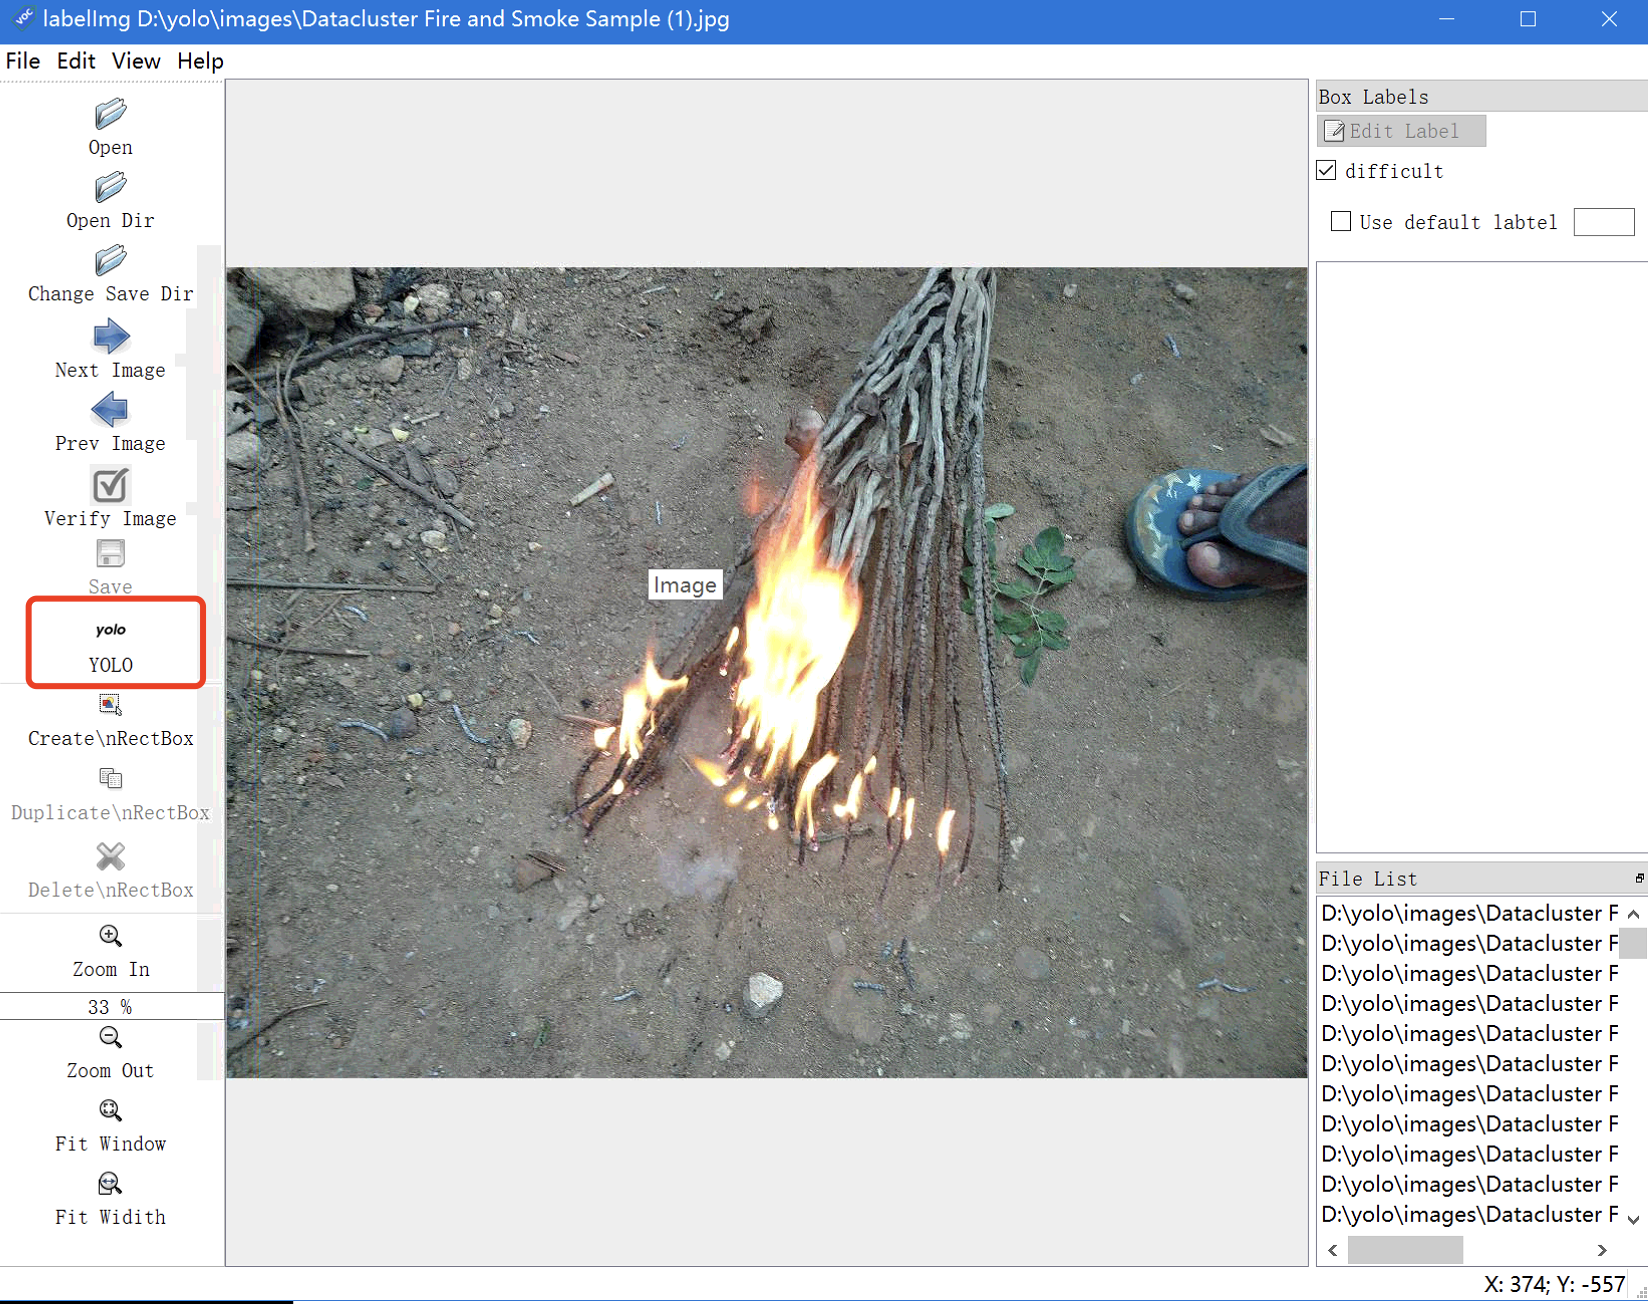 labelImg D:\yolo\images\Datacluster Fire and Smoke Sample (1).jpg
File Edit View Help
Open
Open Dir
Change Save Dir
Next Image
Prev Image
Verify Image
Save
yolo
YOLO
Create\nRectBox
Duplicate\nRectBox
Delete\nRectBox
Zoom In
33 %
Zoom Out
Fit Window
Fit Widith
Image
Box Labels
Edit Label
difficult
Use default labtel
File List
D:\yolo\images\Datacluster F
D:\yolo\images\Datacluster F
D:\yolo\images\Datacluster F
D:\yolo\images\Datacluster F
D:\yolo\images\Datacluster F
D:\yolo\images\Datacluster F
D:\yolo\images\Datacluster F
D:\yolo\images\Datacluster F
D:\yolo\images\Datacluster F
D:\yolo\images\Datacluster F
D:\yolo\images\Datacluster F
X: 374; Y: -557